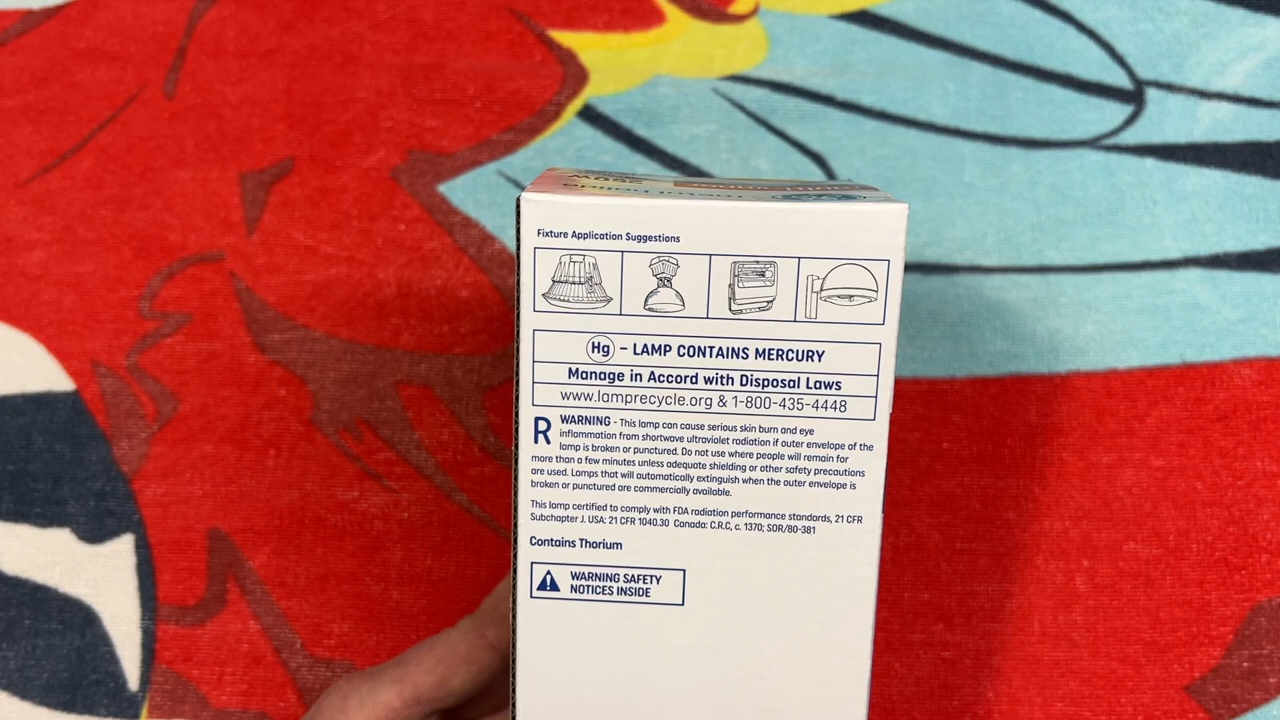 metal halide
250W
Fixture Application Suggestions
Hg – LAMP CONTAINS MERCURY
Manage in Accord with Disposal Laws
www.lamprecycle.org & 1-800-435-4448
R WARNING - This lamp can cause serious skin burn and eye
inflammation from shortwave ultraviolet radiation if outer envelope of the
lamp is broken or punctured. Do not use where people will remain for
more than a few minutes unless adequate shielding or other safety precautions
are used. Lamps that will automatically extinguish when the outer envelope is
broken or punctured are commercially available.
This lamp certified to comply with FDA radiation performance standards, 21 CFR
Subchapter J. USA: 21 CFR 1040.30 Canada: C.R.C, c. 1370; SOR/80-381
Contains Thorium
WARNING SAFETY
NOTICES INSIDE